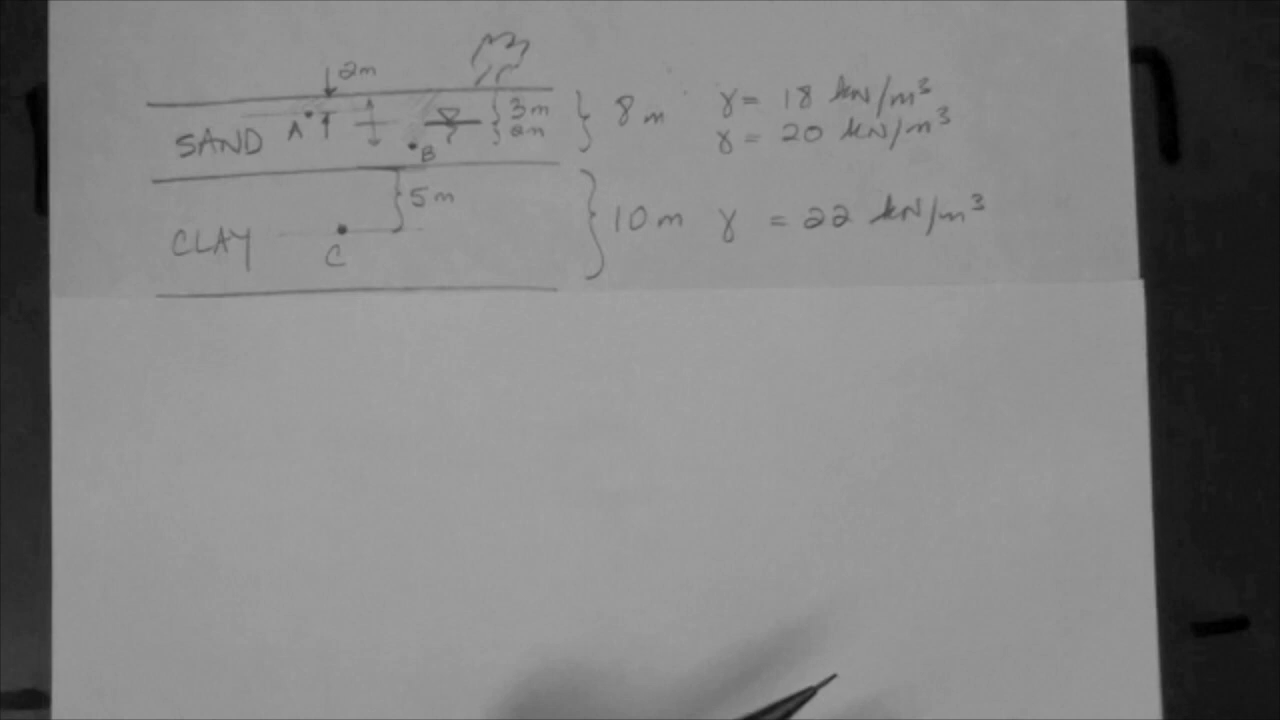 2m
3m
8m γ = 18 kN/m³
A
2m
γ = 20 kN/m³
SAND
B
5m
10m γ = 22 kN/m³
CLAY
C